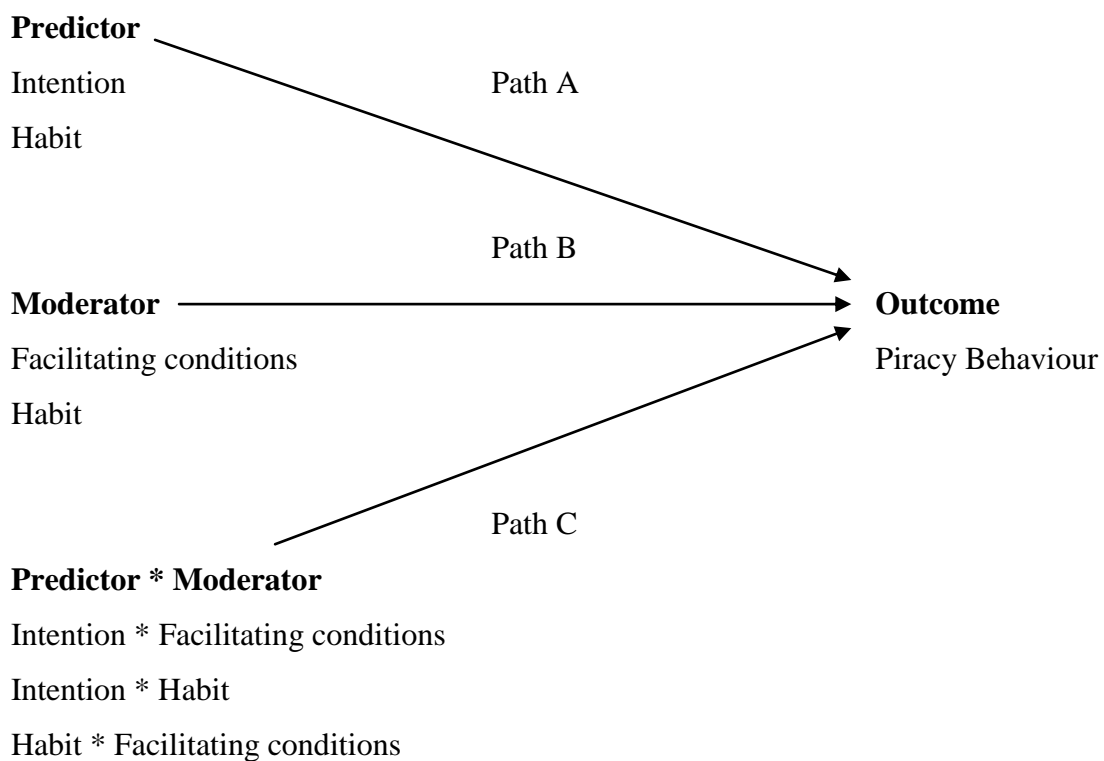 Predictor
Intention
Path A
Habit
Path B
Moderator
Outcome
Facilitating conditions
Piracy Behaviour
Habit
Path C
Predictor * Moderator
Intention * Facilitating conditions
Intention * Habit
Habit * Facilitating conditions